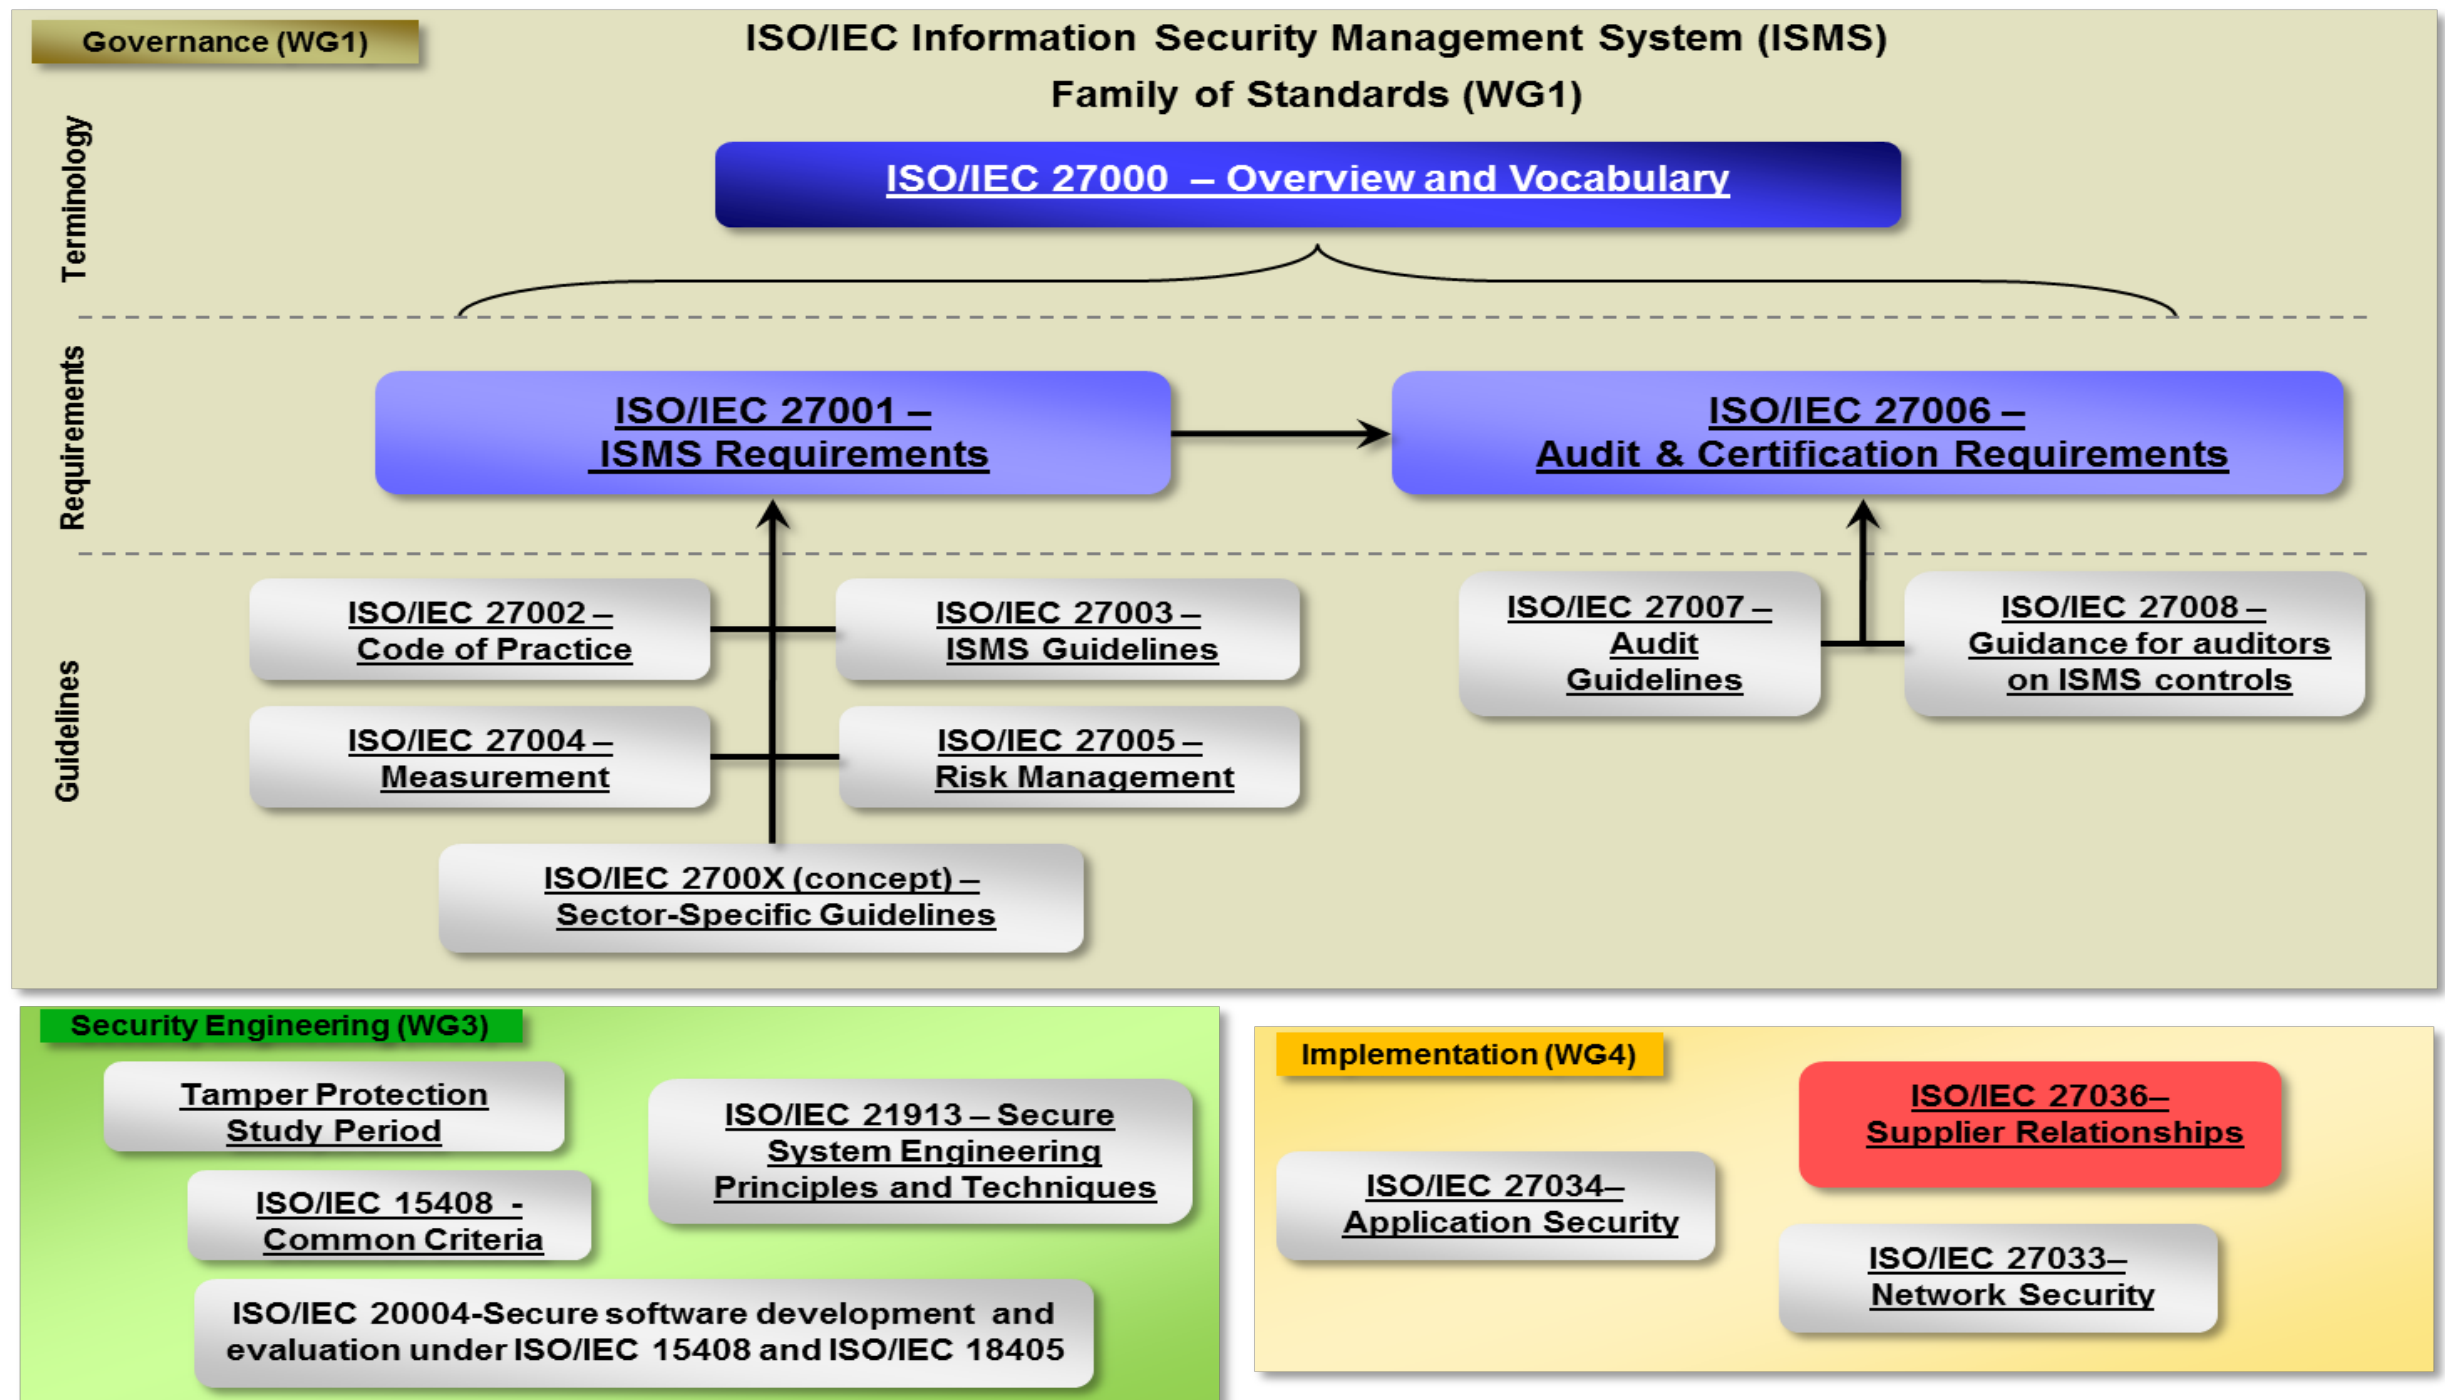 Governance (WG1)
ISO/IEC Information Security Management System (ISMS)
Family of Standards (WG1)
Terminology
ISO/IEC 27000 – Overview and Vocabulary
Requirements
ISO/IEC 27001 –
ISMS Requirements
ISO/IEC 27006 –
Audit & Certification Requirements
Guidelines
ISO/IEC 27002 –
Code of Practice
ISO/IEC 27003 –
ISMS Guidelines
ISO/IEC 27004 –
Measurement
ISO/IEC 27005 –
Risk Management
ISO/IEC 2700X (concept) –
Sector-Specific Guidelines
ISO/IEC 27007 –
Audit
Guidelines
ISO/IEC 27008 –
Guidance for auditors
on ISMS controls
Security Engineering (WG3)
Tamper Protection
Study Period
ISO/IEC 21913 – Secure
System Engineering
Principles and Techniques
ISO/IEC 15408 -
Common Criteria
ISO/IEC 20004-Secure software development and
evaluation under ISO/IEC 15408 and ISO/IEC 18405
Implementation (WG4)
ISO/IEC 27036–
Supplier Relationships
ISO/IEC 27034–
Application Security
ISO/IEC 27033–
Network Security